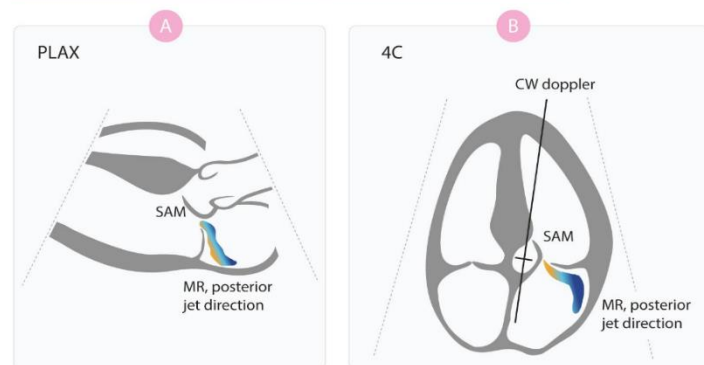 A
PLAX
SAM
MR, posterior
jet direction
B
4C
CW doppler
SAM
MR, posterior
jet direction